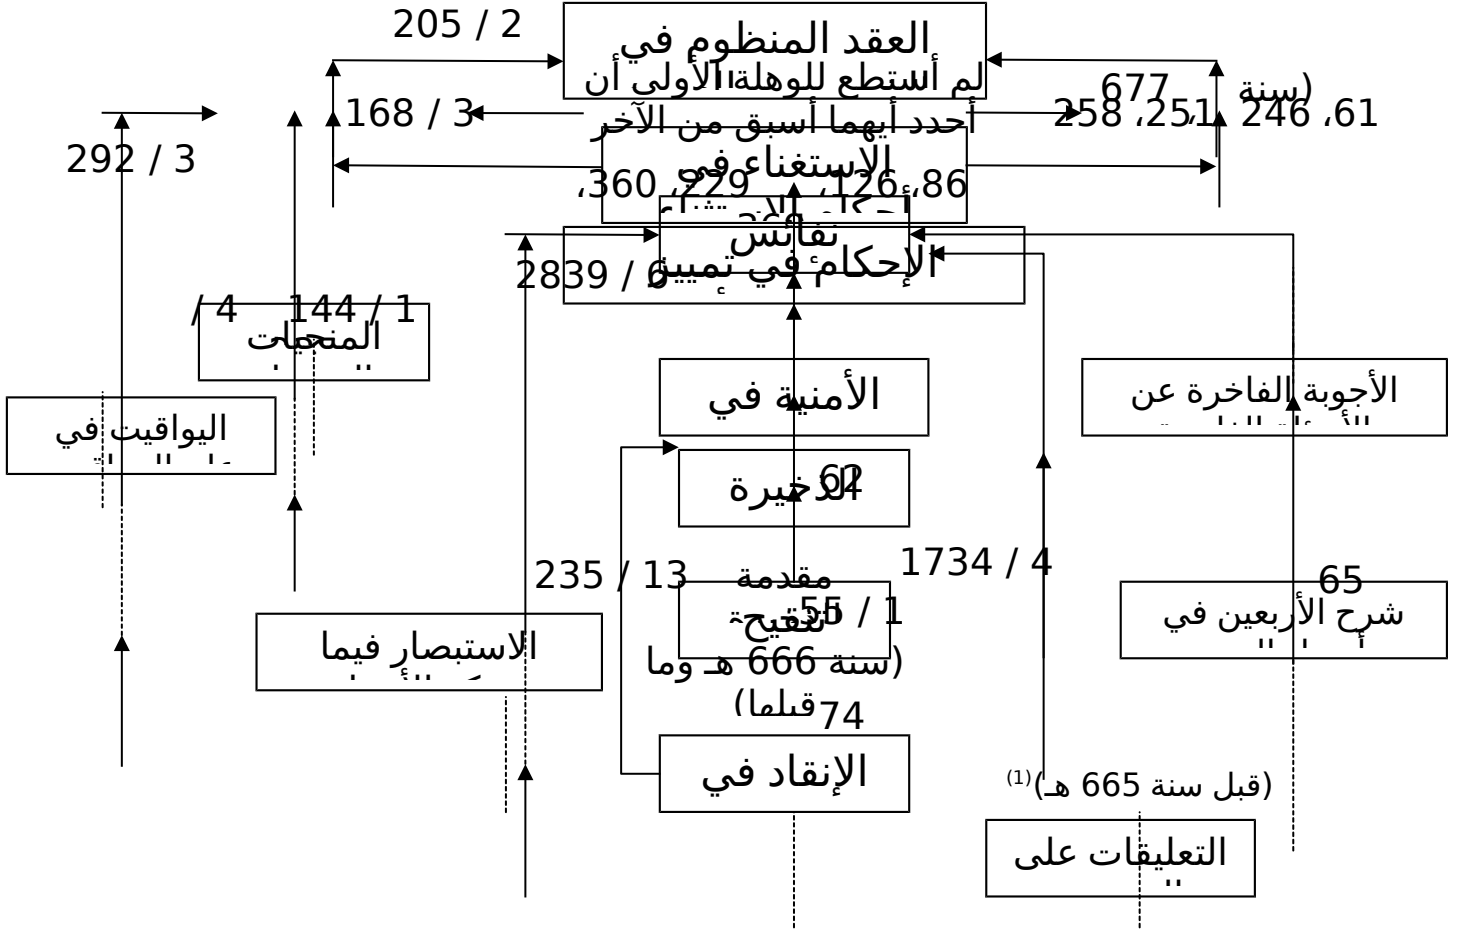 205 / 2
العقد المنظوم في
لم أستطع للوهلة الأولى أن
أحدد أيهما أسبق من الآخر
(سنة
677
61، 246
251، 258
168 / 3
292 / 3
الاستغناء في
86، 126،
229، 360،
نفائس
الإحكام في تمييز
2839 / 6
144 / 1
4 /
المنجيات
الأمنية في
الأجوبة الفاخرة عن
اليواقيت في
62
الذخيرة
1734 / 4
235 / 13
مقدمة
65
55 / 1
التنقيح
شرح الأربعين في
الاستبصار فيما
(سنة 666 هـ وما
قبلها)
74
الإنقاد في
(قبل سنة 665 هـ)(1)
التعليقات على